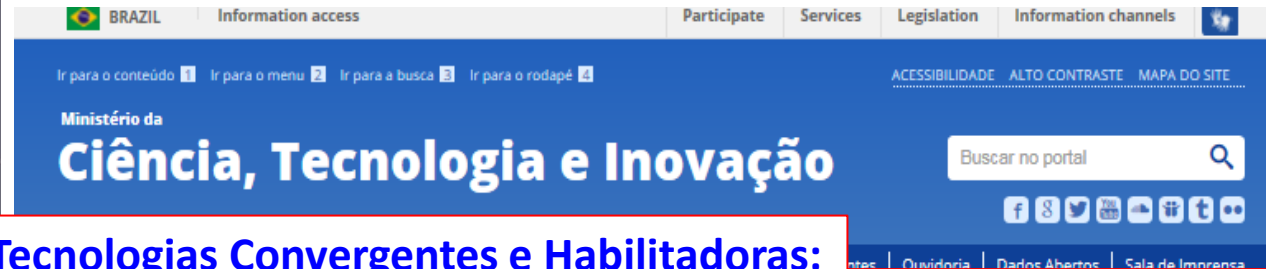 BRAZIL Information access Participate Services Legislation Information channels
Ir para o conteúdo 1 Ir para o menu 2 Ir para a busca 3 Ir para o rodapé 4 ACESSIBILIDADE ALTO CONTRASTE MAPA DO SITE
Ministério da
Ciência, Tecnologia e Inovação
Buscar no portal
Tecnologias Convergentes e Habilitadoras:
Ouvidoria Dados Abertos Sala de Imprensa